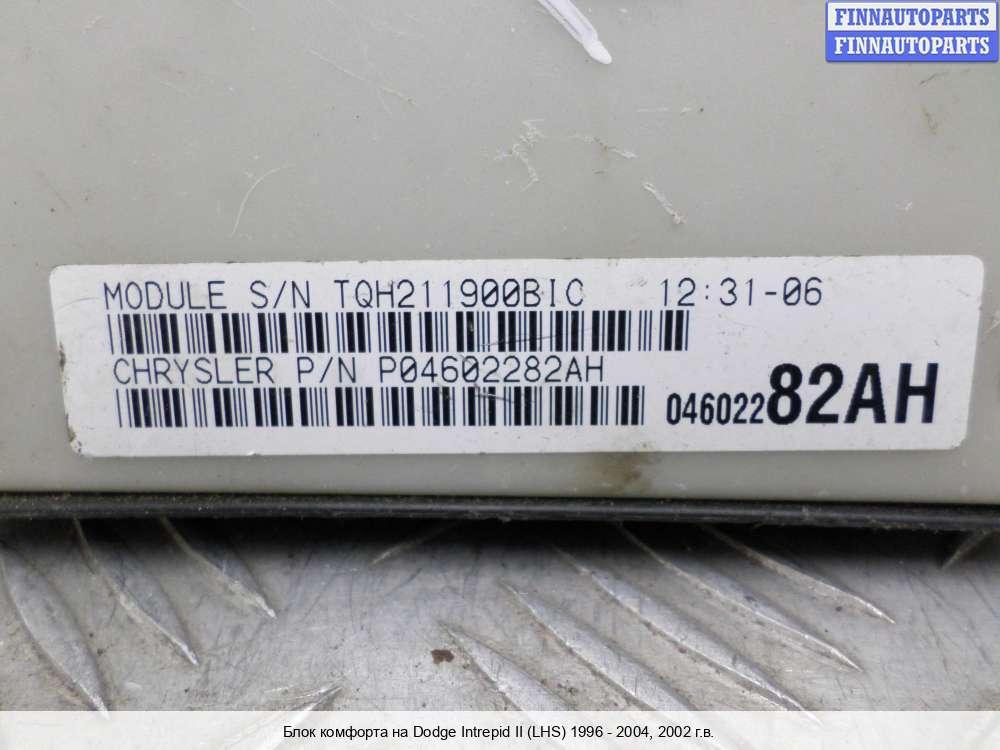 FINNAUTOPARTS
FINNAUTOPARTS
MODULE S/N TQH211900BIC 12:31-06
CHRYSLER P/N P04602282AH
04602282AH
Блок комфорта на Dodge Intrepid II (LHS) 1996 - 2004, 2002 г.в.